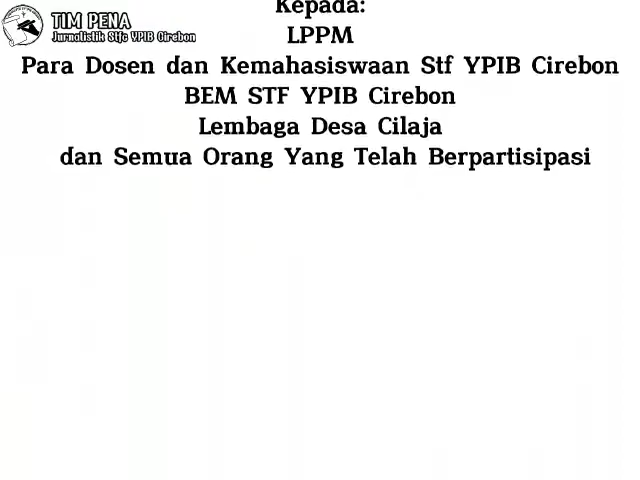 TIM PENA
Jurnalistik Stfc YPIB Cirebon
Kepada:
LPPM
Para Dosen dan Kemahasiswaan Stf YPIB Cirebon
BEM STF YPIB Cirebon
Lembaga Desa Cilaja
dan Semua Orang Yang Telah Berpartisipasi